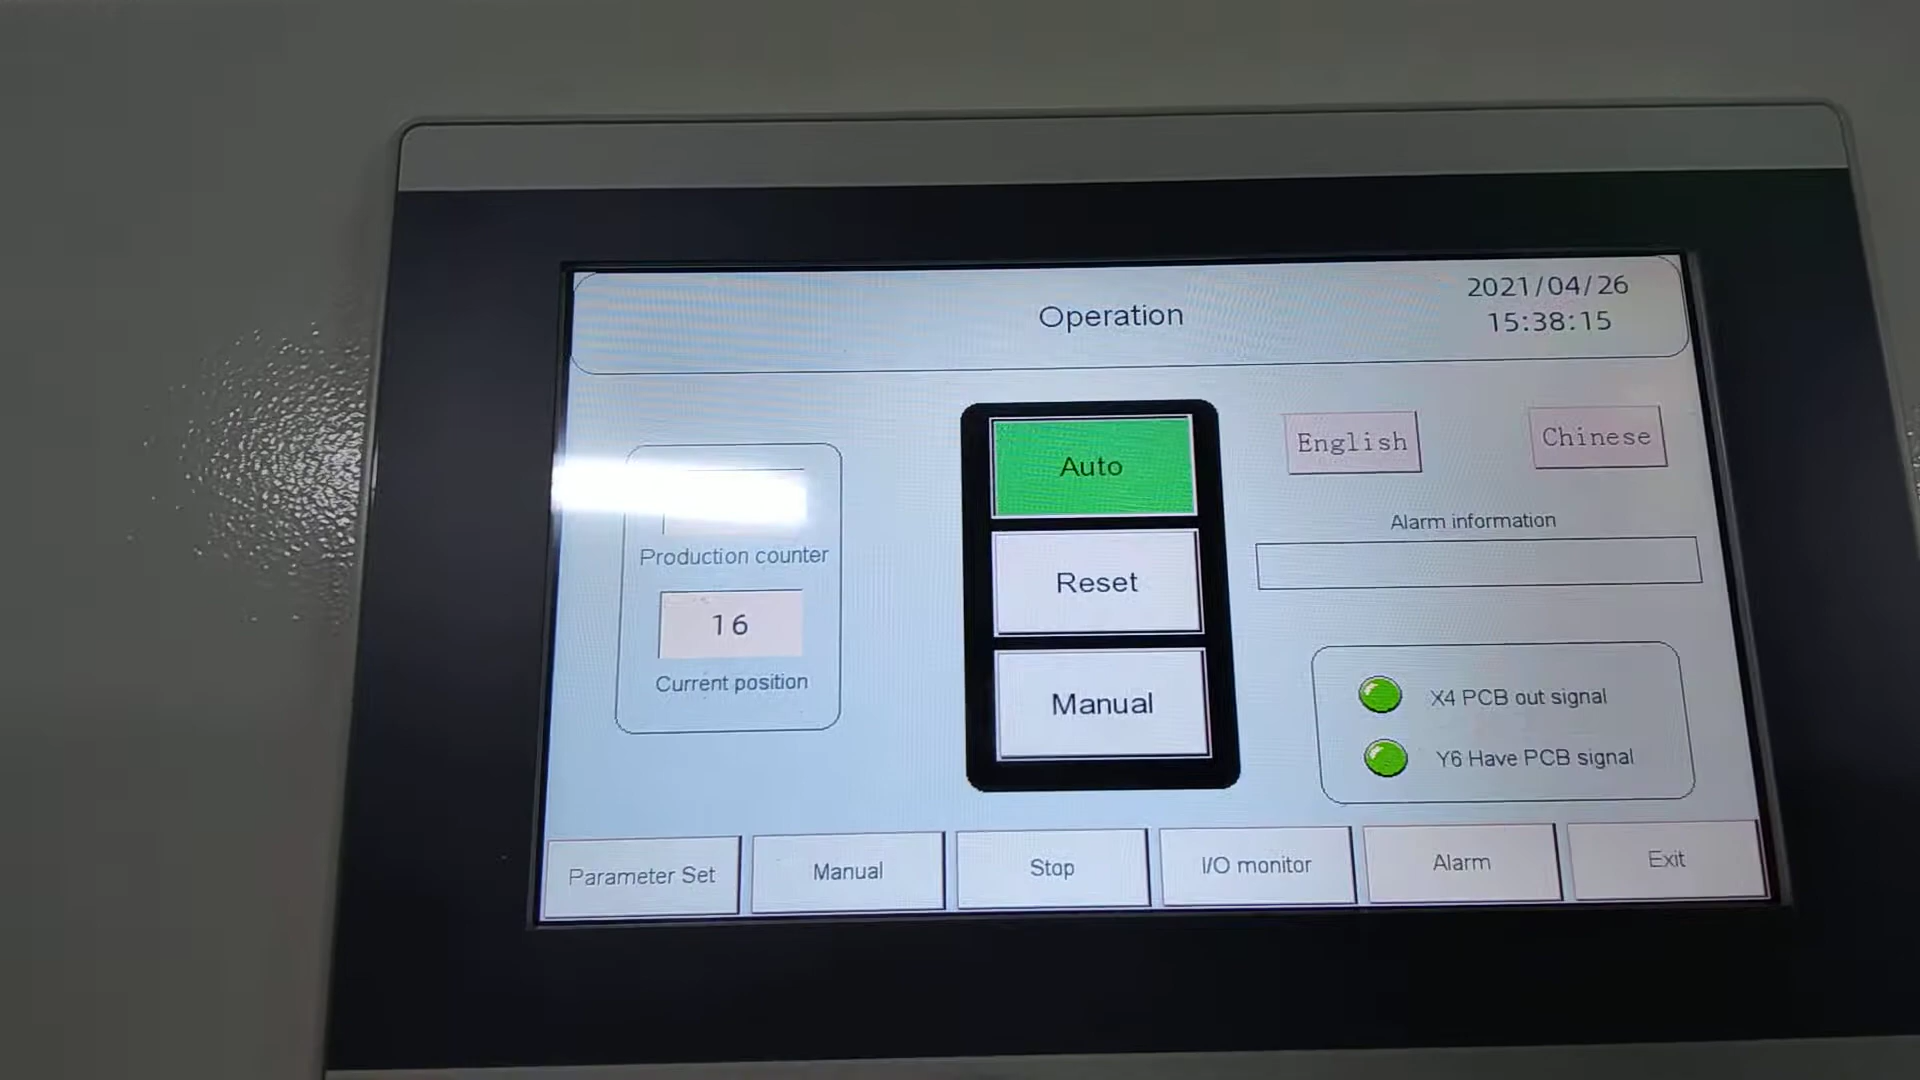 Operation
2021/04/26
15:38:15
Auto
English
Chinese
Alarm information
Production counter
Reset
16
Current position
Manual
X4 PCB out signal
Y6 Have PCB signal
Parameter Set
Manual
Stop
I/O monitor
Alarm
Exit